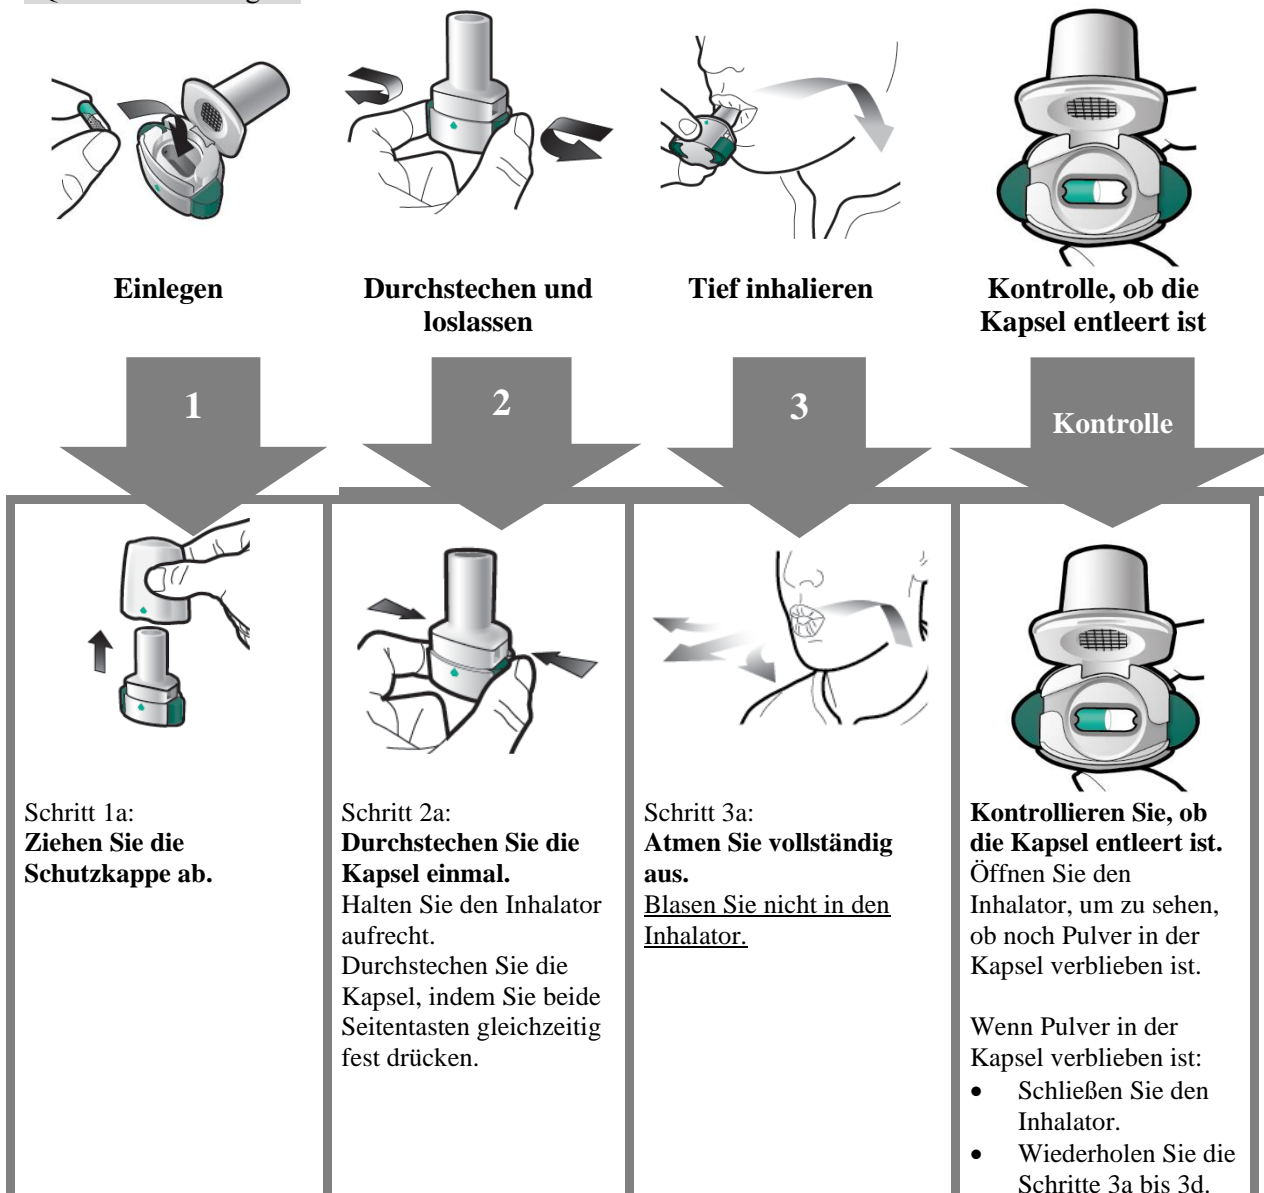 Einlegen
Durchstechen und
loslassen
Tief inhalieren
Kontrolle, ob die
Kapsel entleert ist
1
2
3
Kontrolle
Schritt 1a:
Ziehen Sie die
Schutzkappe ab.
Schritt 2a:
Durchstechen Sie die
Kapsel einmal.
Halten Sie den Inhalator
aufrecht.
Durchstechen Sie die
Kapsel, indem Sie beide
Seitentasten gleichzeitig
fest drücken.
Schritt 3a:
Atmen Sie vollständig
aus.
Blasen Sie nicht in den
Inhalator.
Kontrollieren Sie, ob
die Kapsel entleert ist.
Öffnen Sie den
Inhalator, um zu sehen,
ob noch Pulver in der
Kapsel verblieben ist.
Wenn Pulver in der
Kapsel verblieben ist:
• Schließen Sie den
Inhalator.
• Wiederholen Sie die
Schritte 3a bis 3d.